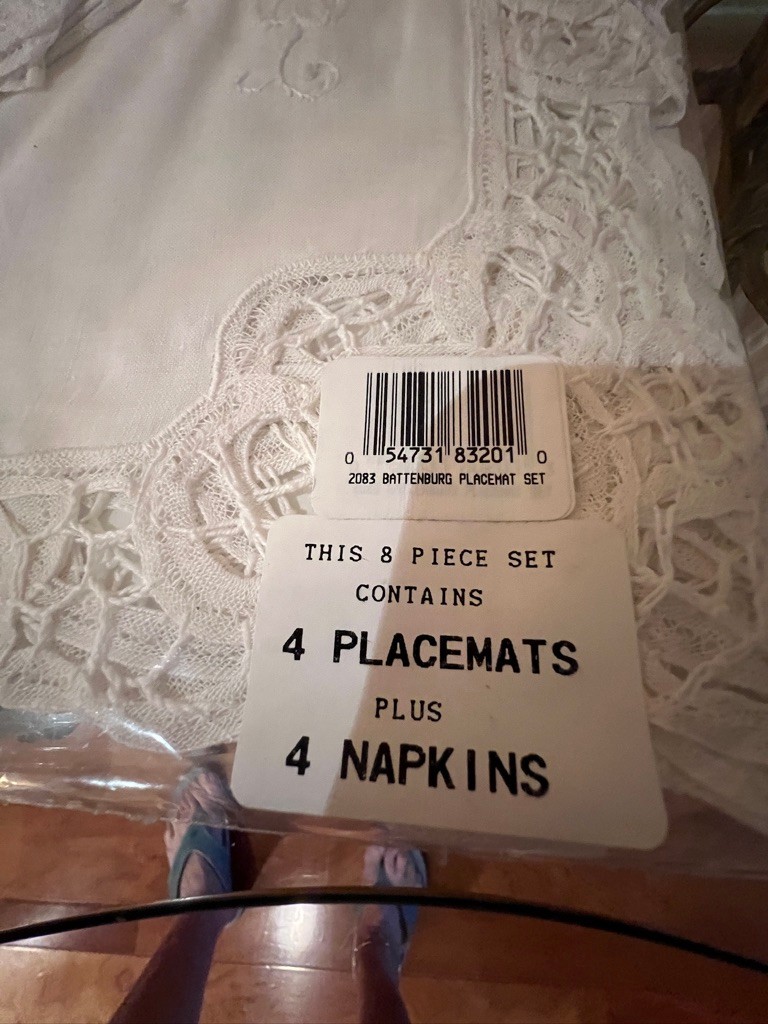 0 54731 83201 0
2083 BATTENBURG PLACEMAT SET
THIS 8 PIECE SET
CONTAINS
4 PLACEMATS
PLUS
4 NAPKINS